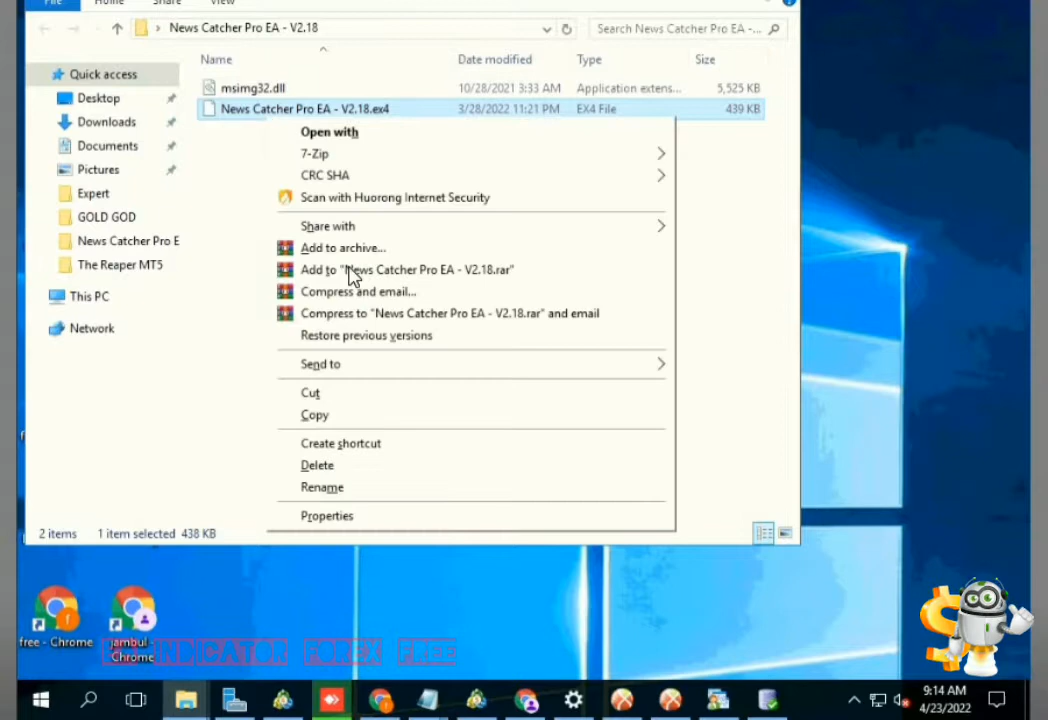 File Home Share View
News Catcher Pro EA - V2.18
Search News Catcher Pro EA -...
Name Date modified Type Size
Quick access
msimg32.dll 10/28/2021 3:33 AM Application extens... 5,525 KB
News Catcher Pro EA - V2.18.ex4 3/28/2022 11:21 PM EX4 File 439 KB
Desktop
Downloads
Documents
Pictures
Expert
GOLD GOD
News Catcher Pro E
The Reaper MT5
This PC
Network
Open with
7-Zip
CRC SHA
Scan with Huorong Internet Security
Share with
Add to archive...
Add to "News Catcher Pro EA - V2.18.rar"
Compress and email...
Compress to "News Catcher Pro EA - V2.18.rar" and email
Restore previous versions
Send to
Cut
Copy
Create shortcut
Delete
Rename
Properties
2 items 1 item selected 438 KB
free - Chrome
jambul - Chrome
INDICATOR FOREX FREE
9:14 AM
4/23/2022